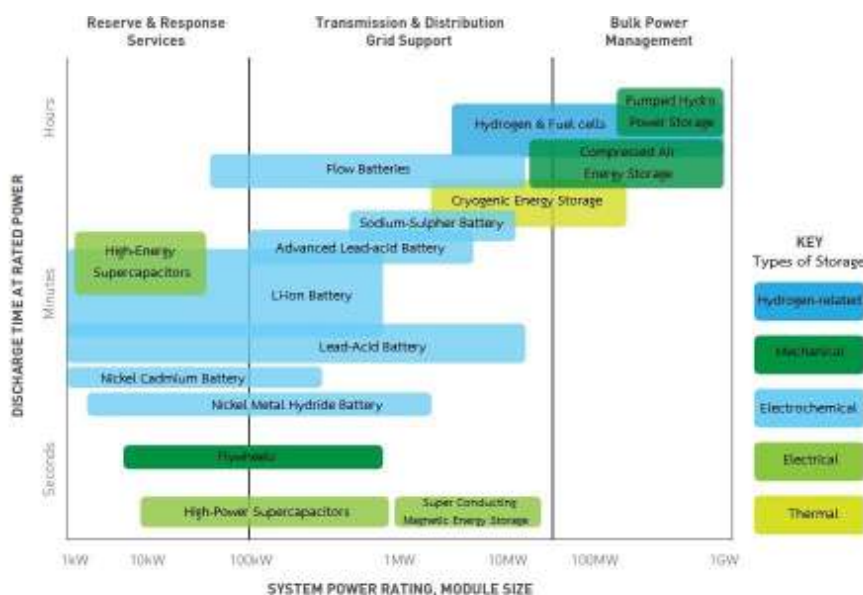 Reserve & Response
Services
Transmission & Distribution
Grid Support
Bulk Power
Management
DISCHARGE TIME AT RATED POWER
Hours
Minutes
Seconds
Pumped Hydro
Power Storage
Hydrogen & Fuel cells
Compressed Air
Energy Storage
Flow Batteries
Cryogenic Energy Storage
Sodium-Sulpher Battery
Advanced Lead-acid Battery
High-Energy
Supercapacitors
Li-Ion Battery
Lead-Acid Battery
Nickel Cadmium Battery
Nickel Metal Hydride Battery
Flywheels
High-Power Supercapacitors
Super Conducting
Magnetic Energy Storage
1kW
10kW
100kW
1MW
10MW
100MW
1GW
SYSTEM POWER RATING, MODULE SIZE
KEY
Types of Storage
Hydrogen-related
Mechanical
Electrochemical
Electrical
Thermal